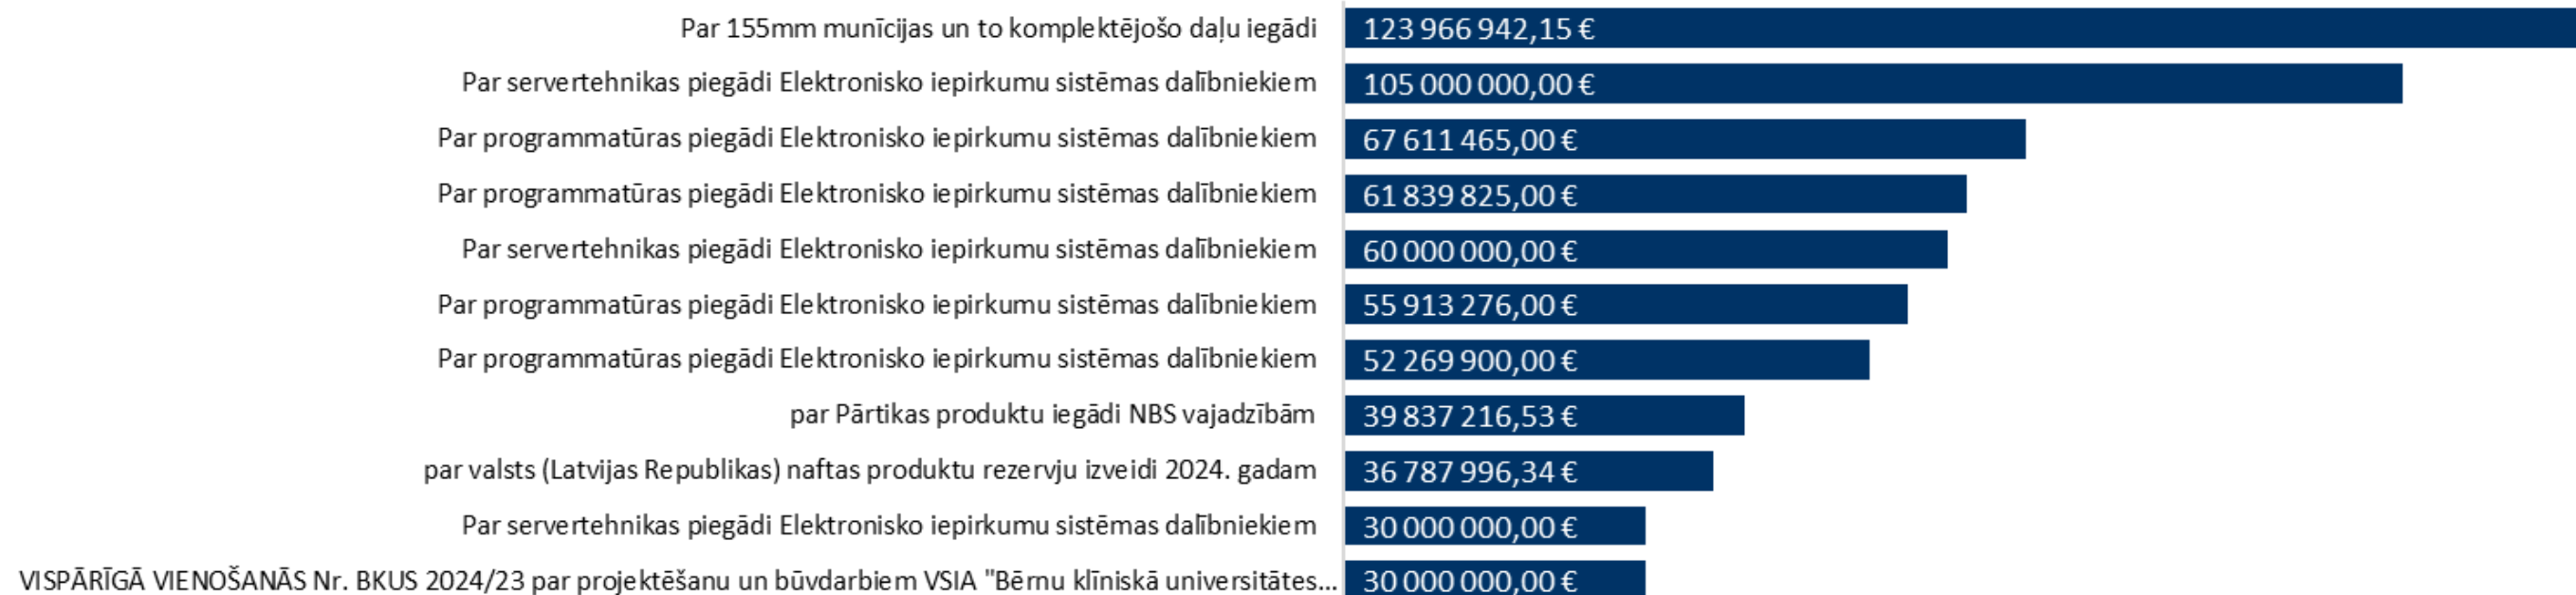 Par 155mm munīcijas un to komplektējošo daļu iegādi 123 966 942,15 €
Par servertehnikas piegādi Elektronisko iepirkumu sistēmas dalībniekiem 105 000 000,00 €
Par programmatūras piegādi Elektronisko iepirkumu sistēmas dalībniekiem 67 611 465,00 €
Par programmatūras piegādi Elektronisko iepirkumu sistēmas dalībniekiem 61 839 825,00 €
Par servertehnikas piegādi Elektronisko iepirkumu sistēmas dalībniekiem 60 000 000,00 €
Par programmatūras piegādi Elektronisko iepirkumu sistēmas dalībniekiem 55 913 276,00 €
Par programmatūras piegādi Elektronisko iepirkumu sistēmas dalībniekiem 52 269 900,00 €
par Pārtikas produktu iegādi NBS vajadzībām 39 837 216,53 €
par valsts (Latvijas Republikas) naftas produktu rezervju izveidi 2024. gadam 36 787 996,34 €
Par servertehnikas piegādi Elektronisko iepirkumu sistēmas dalībniekiem 30 000 000,00 €
VISPĀRĪGĀ VIENOŠANĀS Nr. BKUS 2024/23 par projektēšanu un būvdarbiem VSIA "Bērnu klīniskā universitātes... 30 000 000,00 €